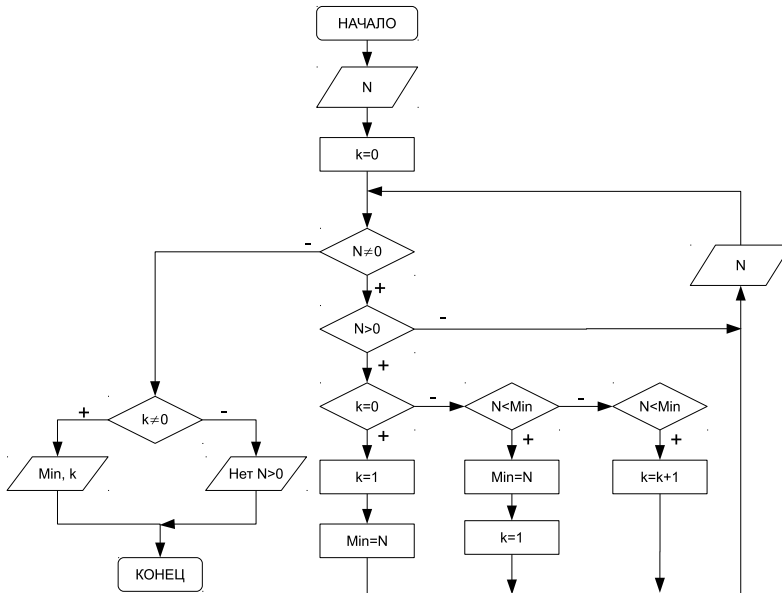 НАЧАЛО
N
k=0
N≠0
-
+
N
N>0
-
+
k≠0
+
-
k=0
-
+
N<Min
-
+
N<Min
+
Min, k
Нет N>0
k=1
Min=N
k=k+1
Min=N
k=1
КОНЕЦ